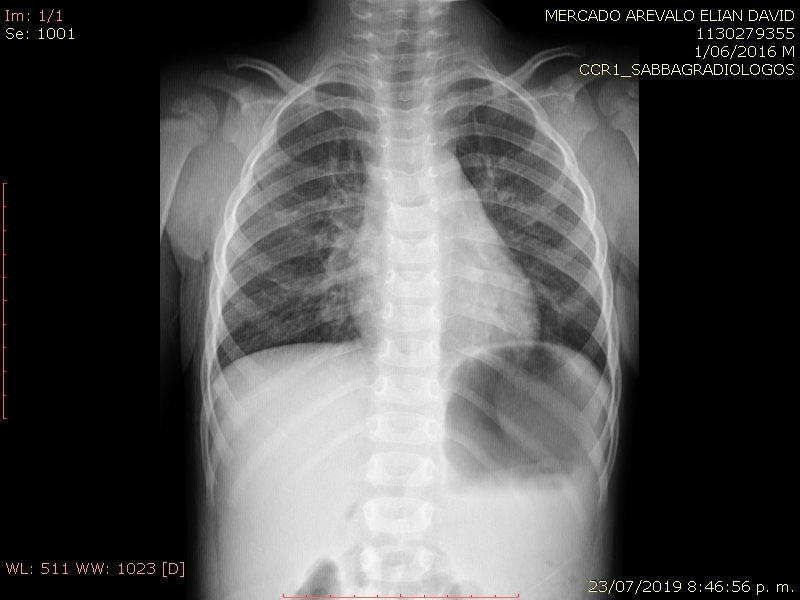 Im: 1/1
Se: 1001
MERCADO AREVALO ELIAN DAVID
1130279355
1/06/2016 M
CCR1_SABBAGRADIOLOGOS
WL: 511 WW: 1023 [D]
23/07/2019 8:46:56 p. m.